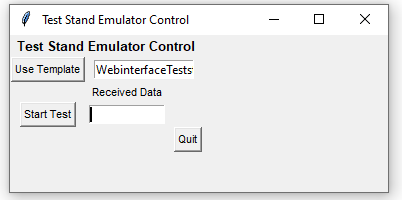 Test Stand Emulator Control
Test Stand Emulator Control
Use Template
WebinterfaceTests
Received Data
Start Test
Quit